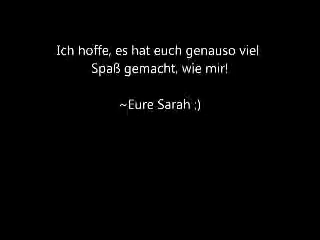 Ich hoffe, es hat euch genauso viel
Spaß gemacht, wie mir!
~Eure Sarah ;)